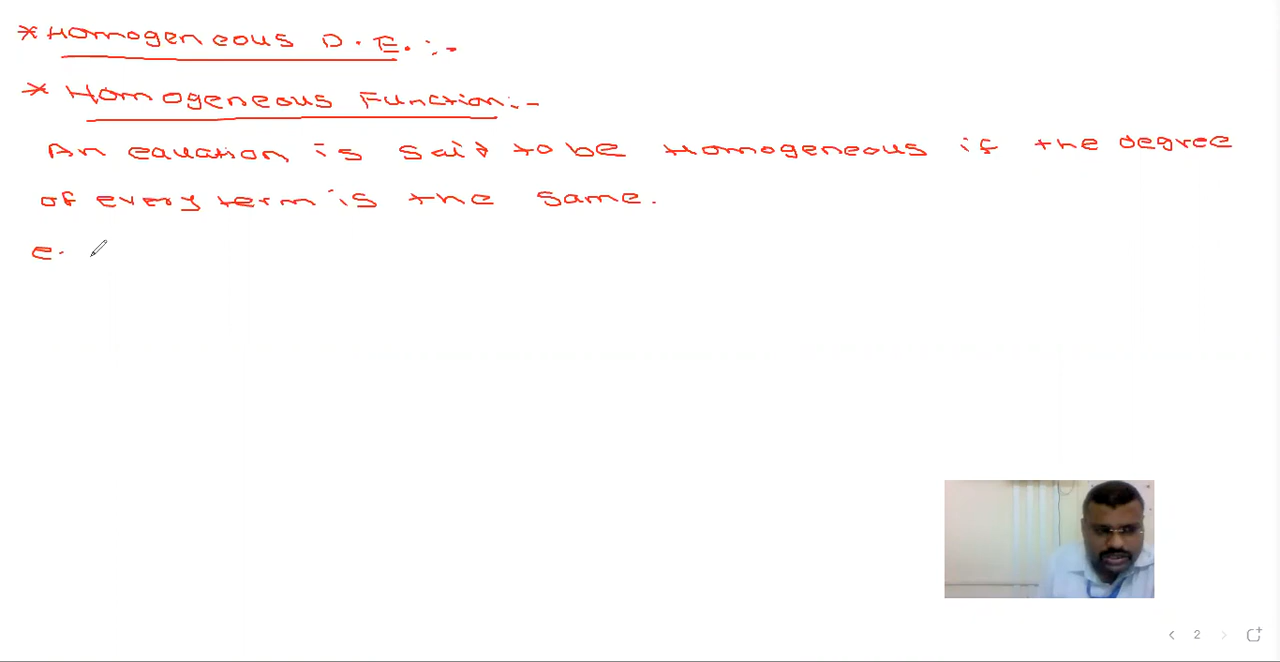 * Homogeneous D.E. :-
* Homogeneous Function :-
An equation is said to be Homogeneous if the degree
of every term is the same.
e.
2